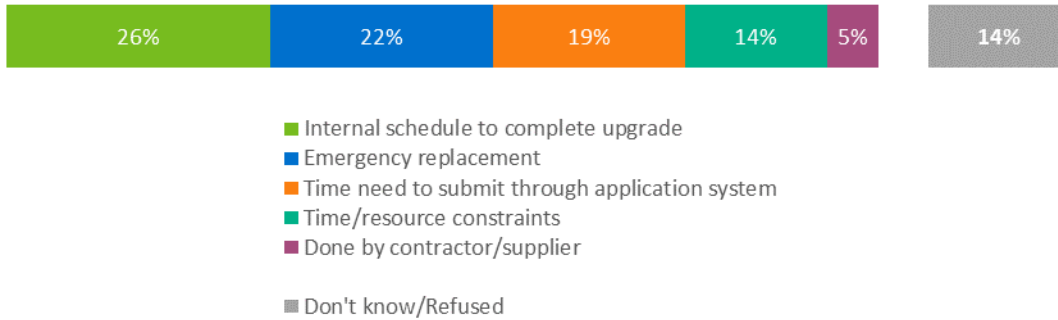 26% 22% 19% 14% 5% 14%
Internal schedule to complete upgrade
Emergency replacement
Time need to submit through application system
Time/resource constraints
Done by contractor/supplier
Don't know/Refused